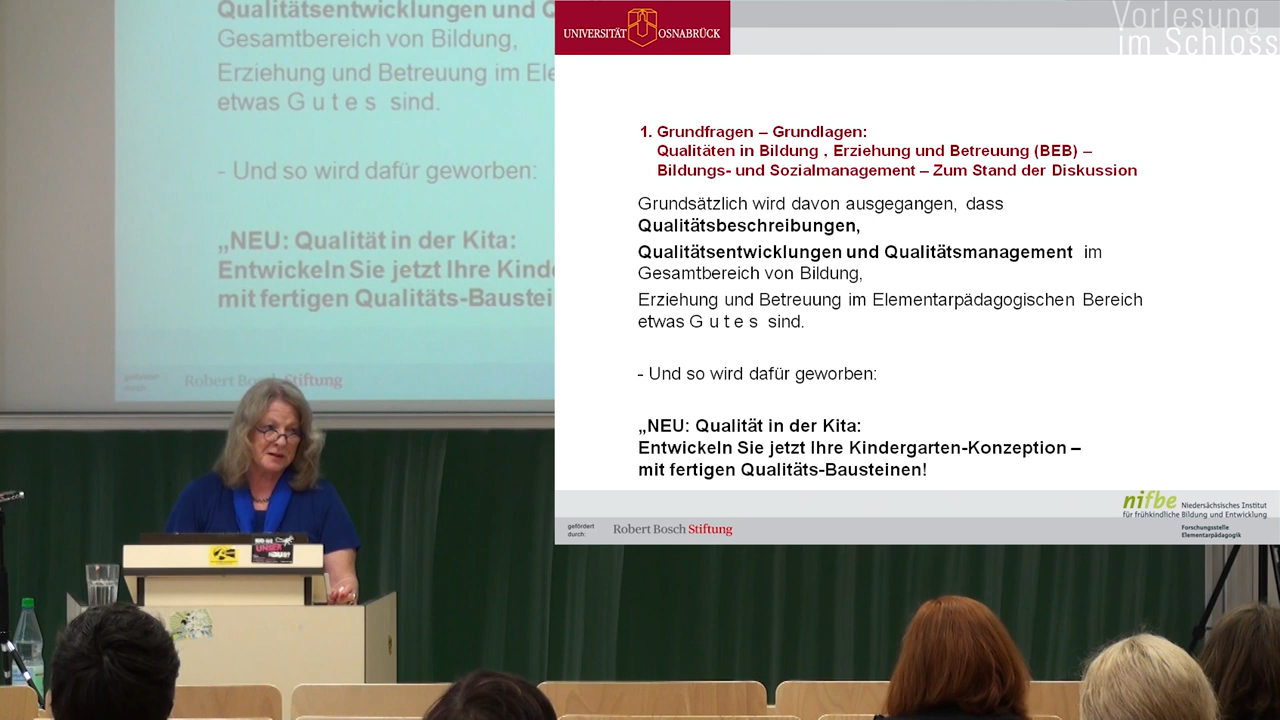 Qualitätsentwicklungen und Q
Gesamtbereich von Bildung,
Erziehung und Betreuung im Ele
etwas G u t e s sind.
- Und so wird dafür geworben:
„NEU: Qualität in der Kita:
Entwickeln Sie jetzt Ihre Kinde
mit fertigen Qualitäts-Baustei
gefördert
durch:
Robert Bosch Stiftung
UNIVERSITÄT OSNABRÜCK
Vorlesung
im Schloss
1. Grundfragen – Grundlagen:
Qualitäten in Bildung , Erziehung und Betreuung (BEB) –
Bildungs- und Sozialmanagement – Zum Stand der Diskussion
Grundsätzlich wird davon ausgegangen, dass
Qualitätsbeschreibungen,
Qualitätsentwicklungen und Qualitätsmanagement im
Gesamtbereich von Bildung,
Erziehung und Betreuung im Elementarpädagogischen Bereich
etwas G u t e s sind.
- Und so wird dafür geworben:
„NEU: Qualität in der Kita:
Entwickeln Sie jetzt Ihre Kindergarten-Konzeption –
mit fertigen Qualitäts-Bausteinen!
gefördert
durch:
Robert Bosch Stiftung
nifbe Niedersächsisches Institut
für frühkindliche Bildung und Entwicklung
Forschungsstelle
Elementarpädagogik
UNSER